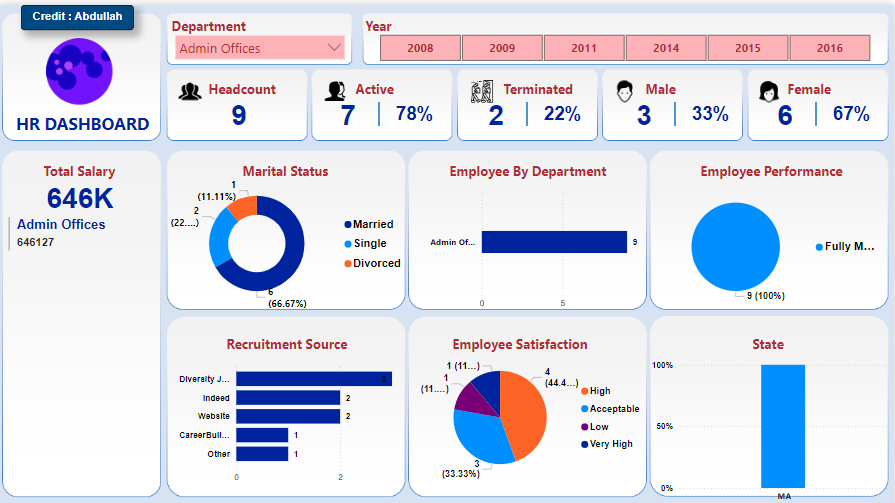 Credit : Abdullah
HR DASHBOARD
Department
Admin Offices
Year
2008
2009
2011
2014
2015
2016
Headcount
9
Active
7
78%
Terminated
2
22%
Male
3
33%
Female
6
67%
Total Salary
646K
Admin Offices
646127
Marital Status
1
(11.11%)
2
(22....)
6
(66.67%)
Married
Single
Divorced
Employee By Department
Admin Of...
9
0
5
Employee Performance
Fully M...
9 (100%)
Recruitment Source
Diversity J...
3
Indeed
2
Website
2
CareerBuil...
1
Other
1
0
2
Employee Satisfaction
1 (11...)
1
(11....)
4
(44.4...)
3
(33.33%)
High
Acceptable
Low
Very High
State
100%
50%
0%
MA